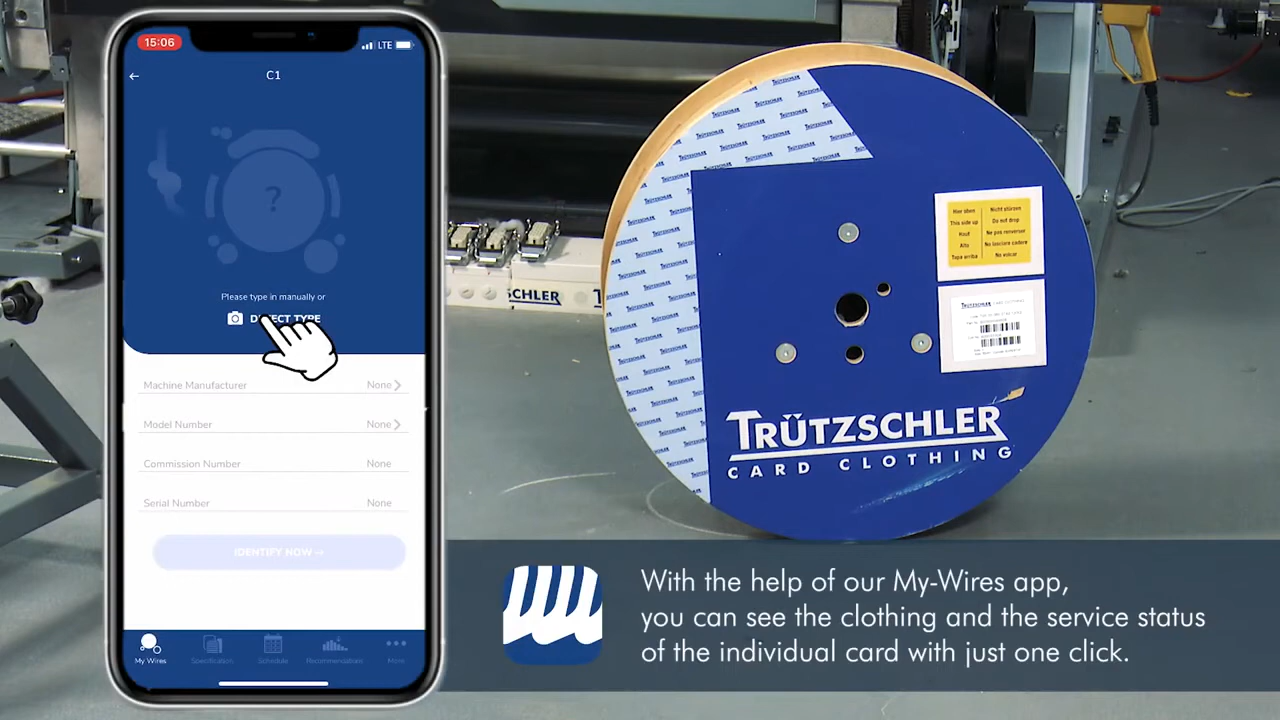 15:06
LTE
C1
?
Please type in manually or
DETECT TYPE
Machine Manufacturer None
Model Number None
Commission Number None
Serial Number None
IDENTIFY NOW
My Wires Specification Schedule Recommendations More
SCHLER
TRÜTZSCHLER
Hier oben Nicht stürzen
This side up Do not drop
Haut Ne pas renverser
Alto No lasciare cadere
Tapa arriba No volcar
TRÜTZSCHLER
TRÜTZSCHLER
CARD CLOTHING
With the help of our My-Wires app,
you can see the clothing and the service status
of the individual card with just one click.